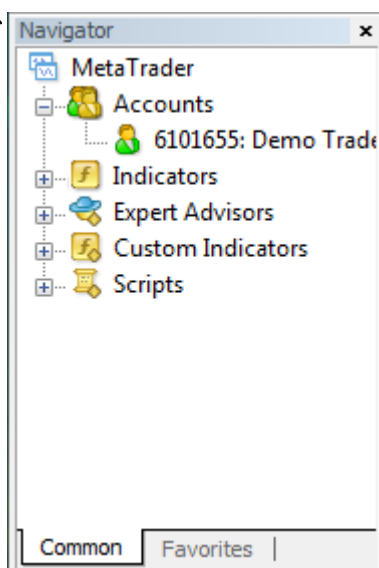 Navigator
MetaTrader
Accounts
6101655: Demo Trade
Indicators
Expert Advisors
Custom Indicators
Scripts
Common Favorites